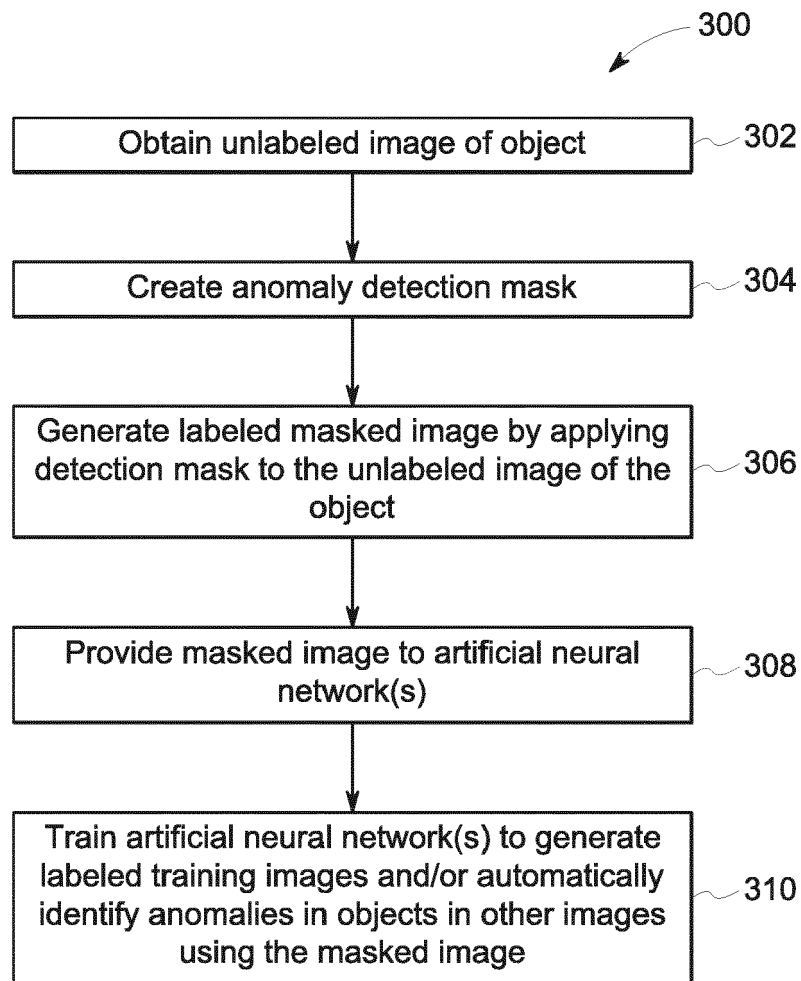 300
Obtain unlabeled image of object
302
Create anomaly detection mask
304
Generate labeled masked image by applying
detection mask to the unlabeled image of the
object
306
Provide masked image to artificial neural
network(s)
308
Train artificial neural network(s) to generate
labeled training images and/or automatically
identify anomalies in objects in other images
using the masked image
310